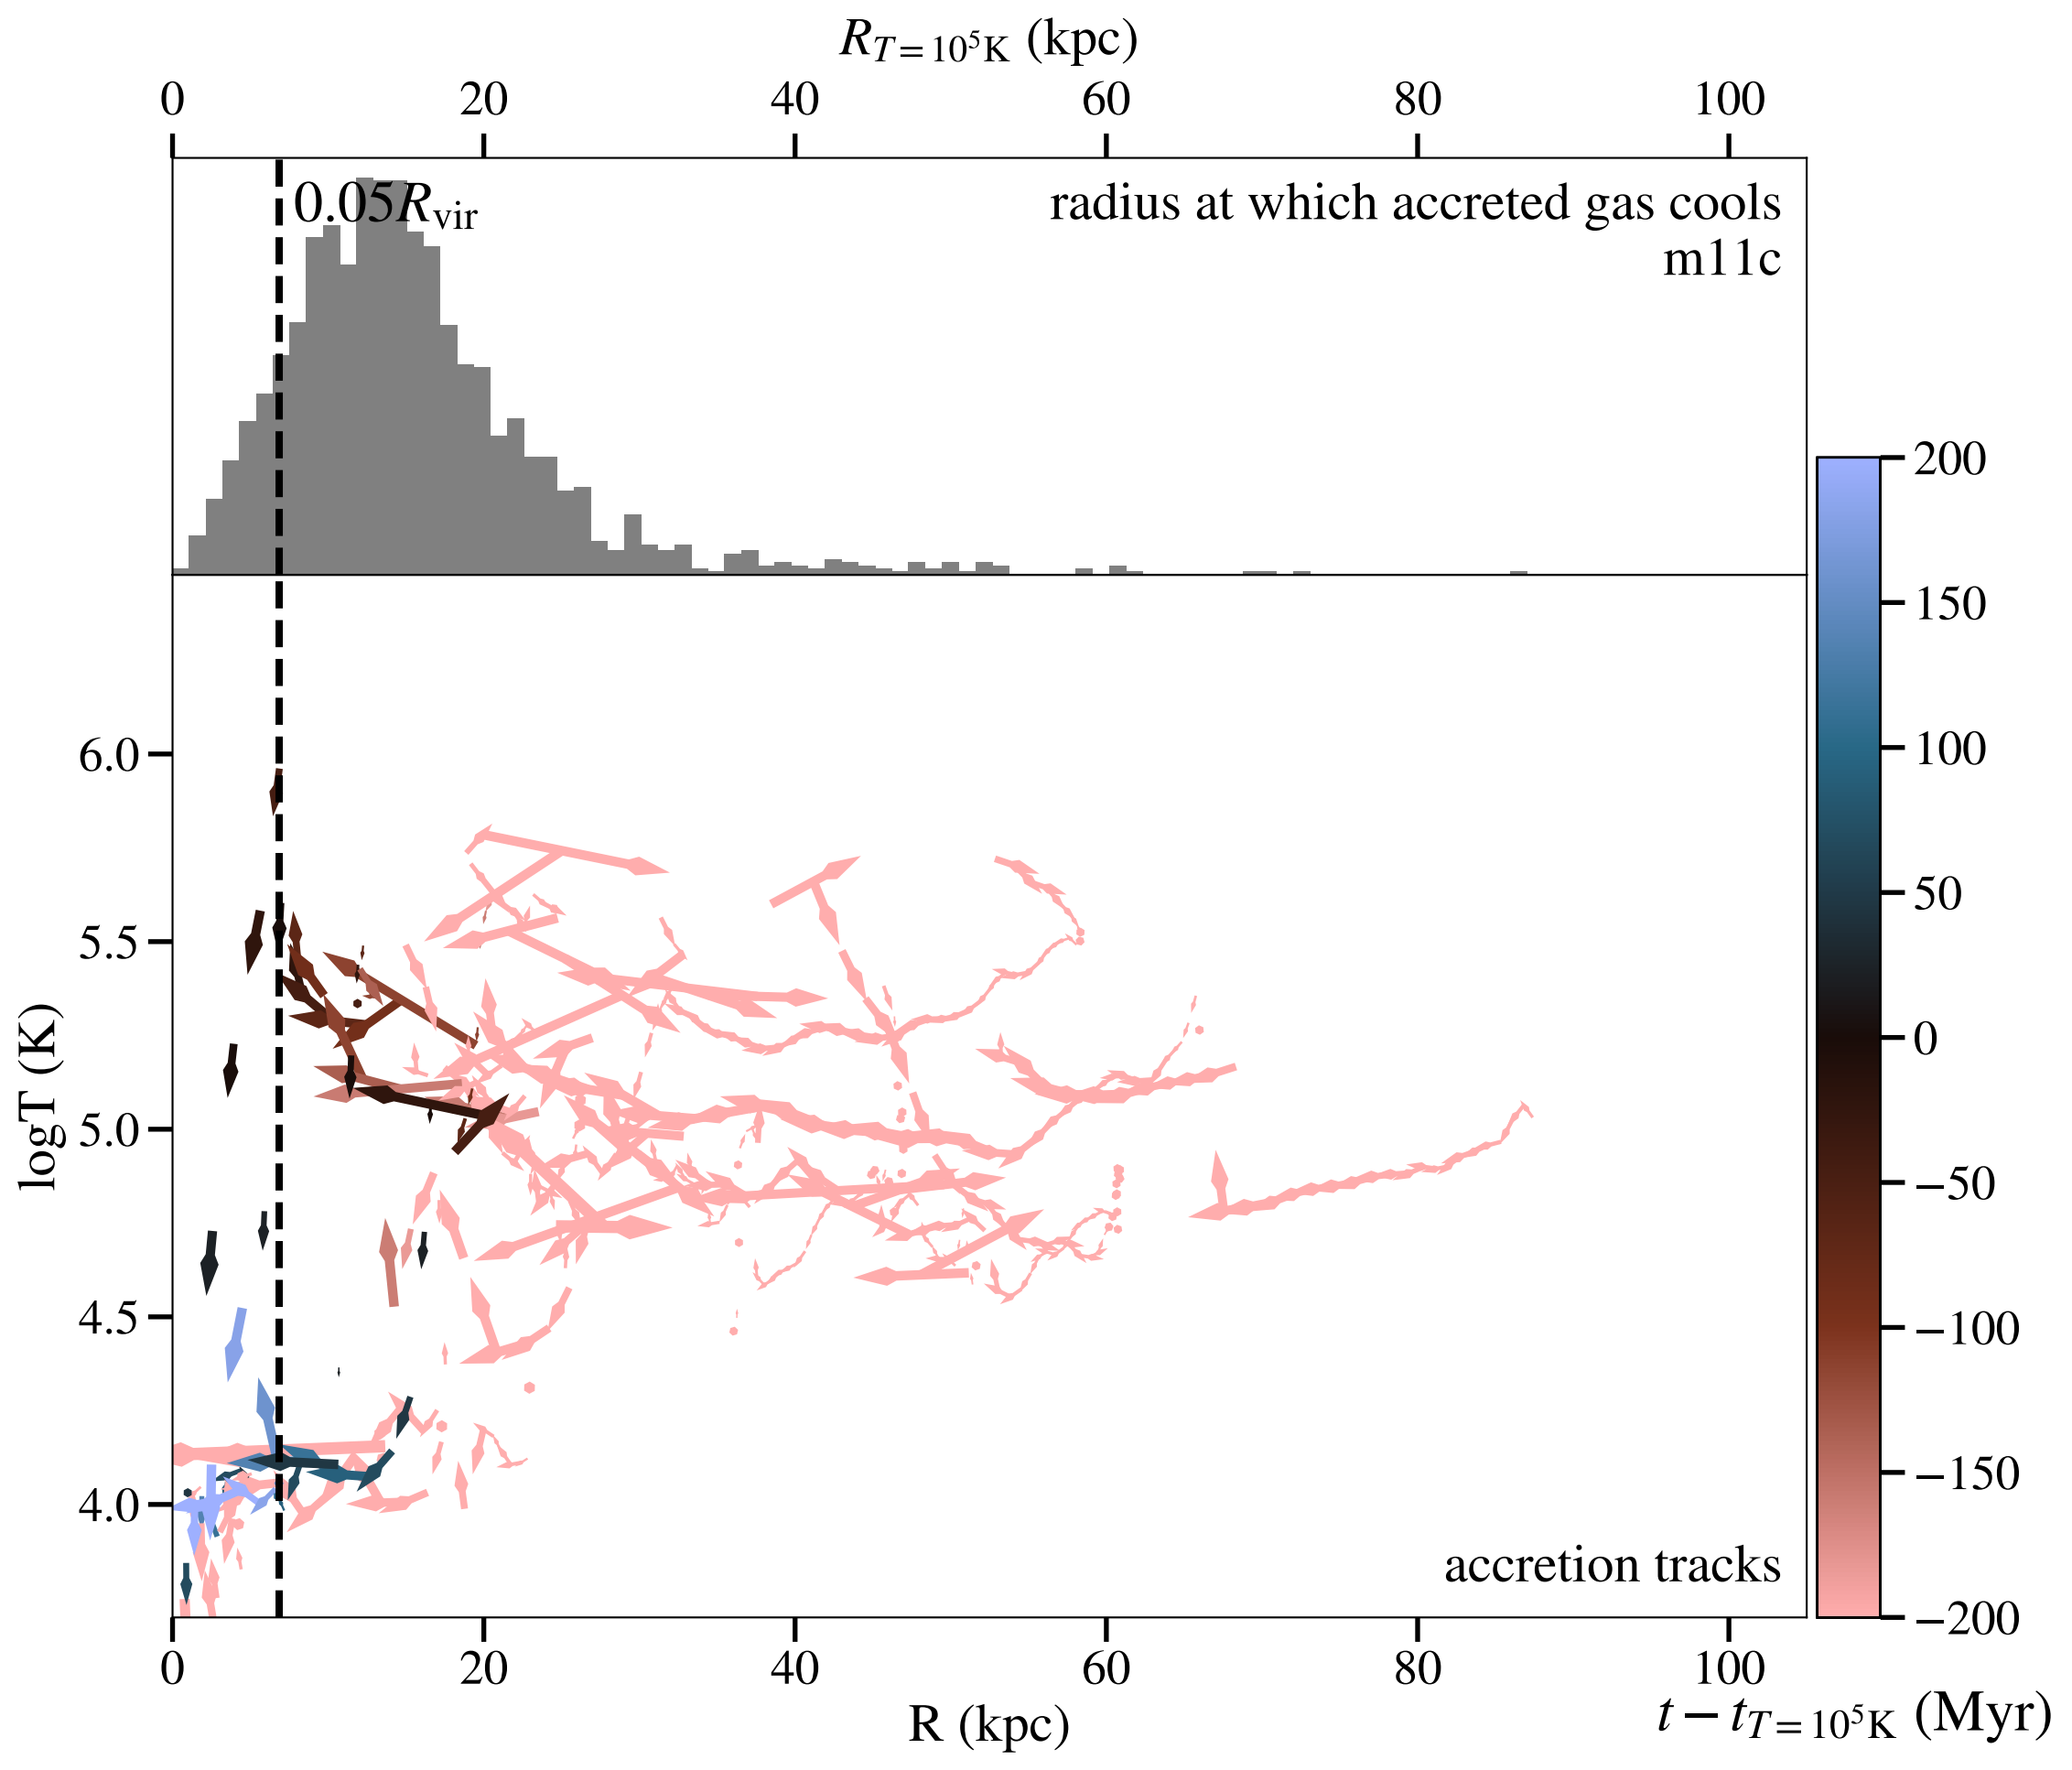 R_{T=10^5K} (kpc)
0 20 40 60 80 100
0.05R_{vir}
radius at which accreted gas cools
m11c
200
150
100
50
0
−50
−100
−150
−200
logT (K)
6.0
5.5
5.0
4.5
4.0
accretion tracks
0 20 40 60 80 100
R (kpc)
t − t_{T=10^5K} (Myr)